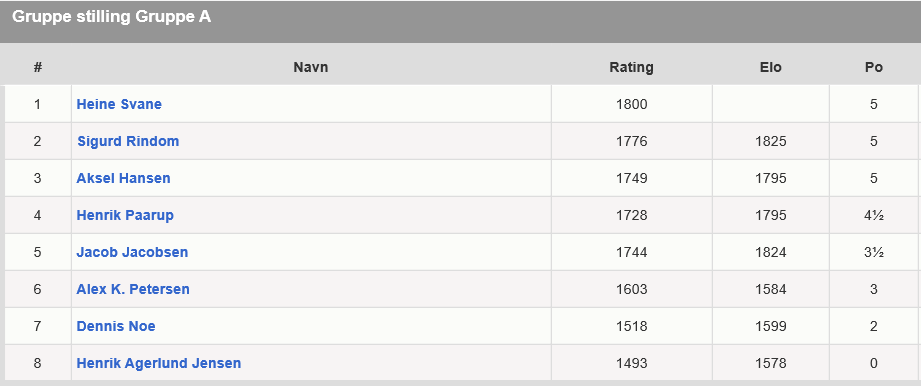 Gruppe stilling Gruppe A
# Navn Rating Elo Po
1 Heine Svane 1800 5
2 Sigurd Rindom 1776 1825 5
3 Aksel Hansen 1749 1795 5
4 Henrik Paarup 1728 1795 4½
5 Jacob Jacobsen 1744 1824 3½
6 Alex K. Petersen 1603 1584 3
7 Dennis Noe 1518 1599 2
8 Henrik Agerlund Jensen 1493 1578 0